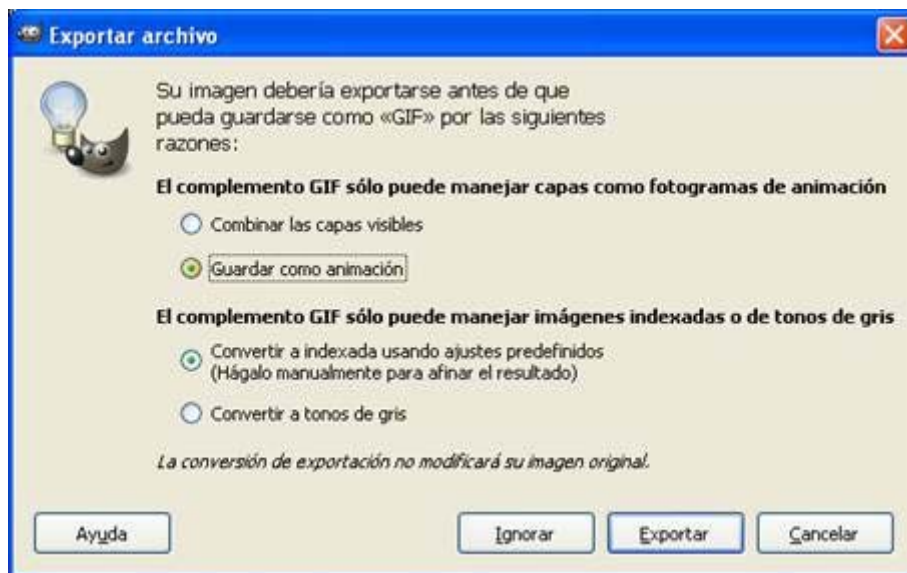 Exportar archivo
Su imagen debería exportarse antes de que
pueda guardarse como «GIF» por las siguientes
razones:
El complemento GIF sólo puede manejar capas como fotogramas de animación
Combinar las capas visibles
Guardar como animación
El complemento GIF sólo puede manejar imágenes indexadas o de tonos de gris
Convertir a indexada usando ajustes predefinidos
(Hágalo manualmente para afinar el resultado)
Convertir a tonos de gris
La conversión de exportación no modificará su imagen original.
Ayuda
Ignorar
Exportar
Cancelar